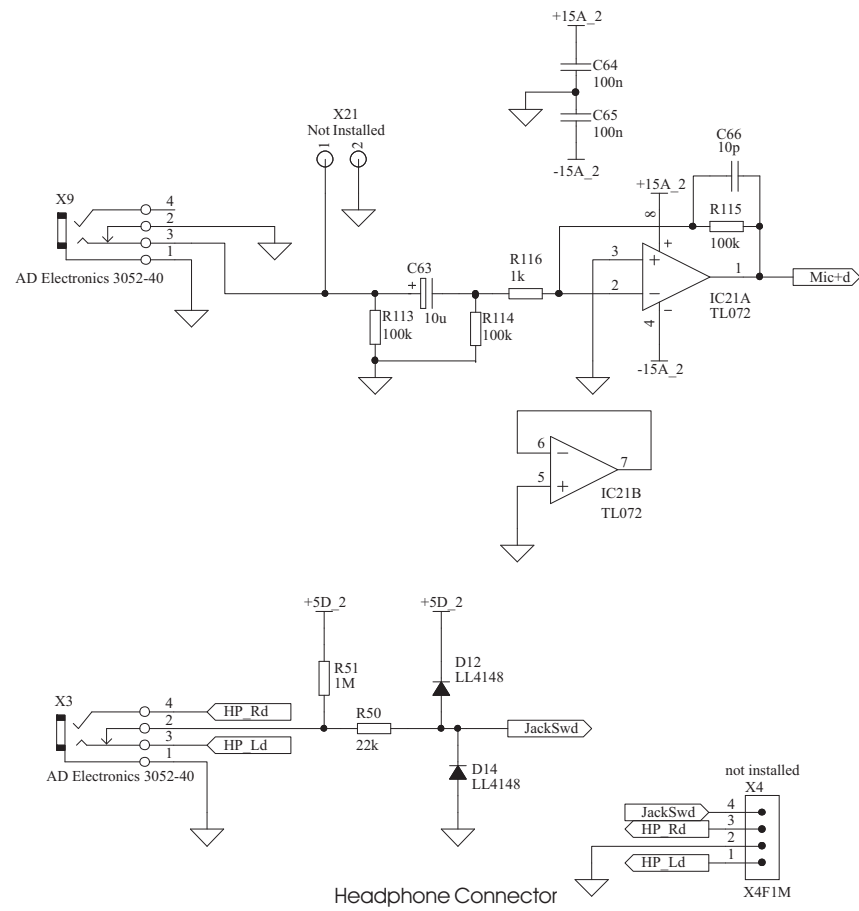 +15A_2
C64
100n
C65
100n
-15A_2
X21
Not Installed
1
2
C66
10p
X9
4
2
3
1
AD Electronics 3052-40
+15A_2
8
R115
100k
R116
1k
C63
+
10u
R113
100k
R114
100k
3
+
+
2
−
−
4
1
Mic+d
IC21A
TL072
-15A_2
6
−
5
+
7
IC21B
TL072
+5D_2
+5D_2
R51
1M
D12
LL4148
X3
4
HP_Rd
2
R50
22k
JackSwd
3
HP_Ld
1
AD Electronics 3052-40
D14
LL4148
not installed
X4
JackSwd
4
HP_Rd
3
2
HP_Ld
1
X4F1M
Headphone Connector